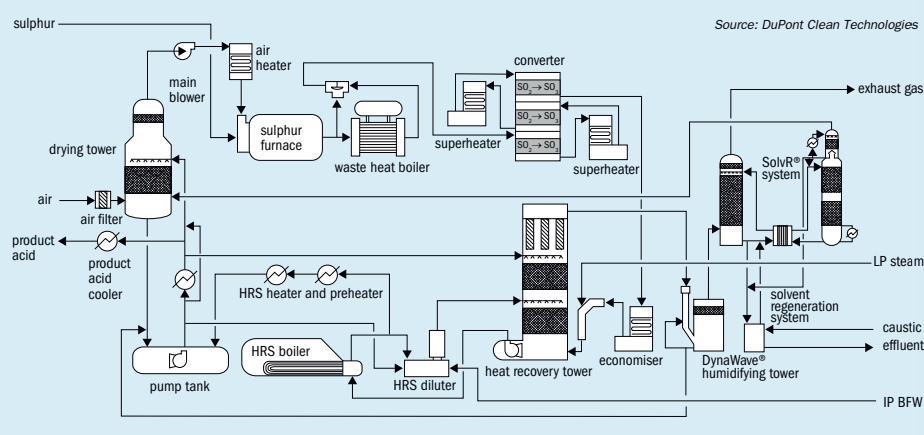 sulphur
Source: DuPont Clean Technologies
air
heater
converter
main
blower
SO2→SO3
exhaust gas
SO2→SO3
sulphur
furnace
drying tower
superheater
SO2→SO3
waste heat boiler
superheater
SolvR®
system
air
air filter
product
acid
LP steam
product
acid
cooler
HRS heater and preheater
solvent
regeneration
system
caustic
effluent
HRS boiler
economiser
DynaWave®
humidifying tower
heat recovery tower
pump tank
HRS diluter
IP BFW